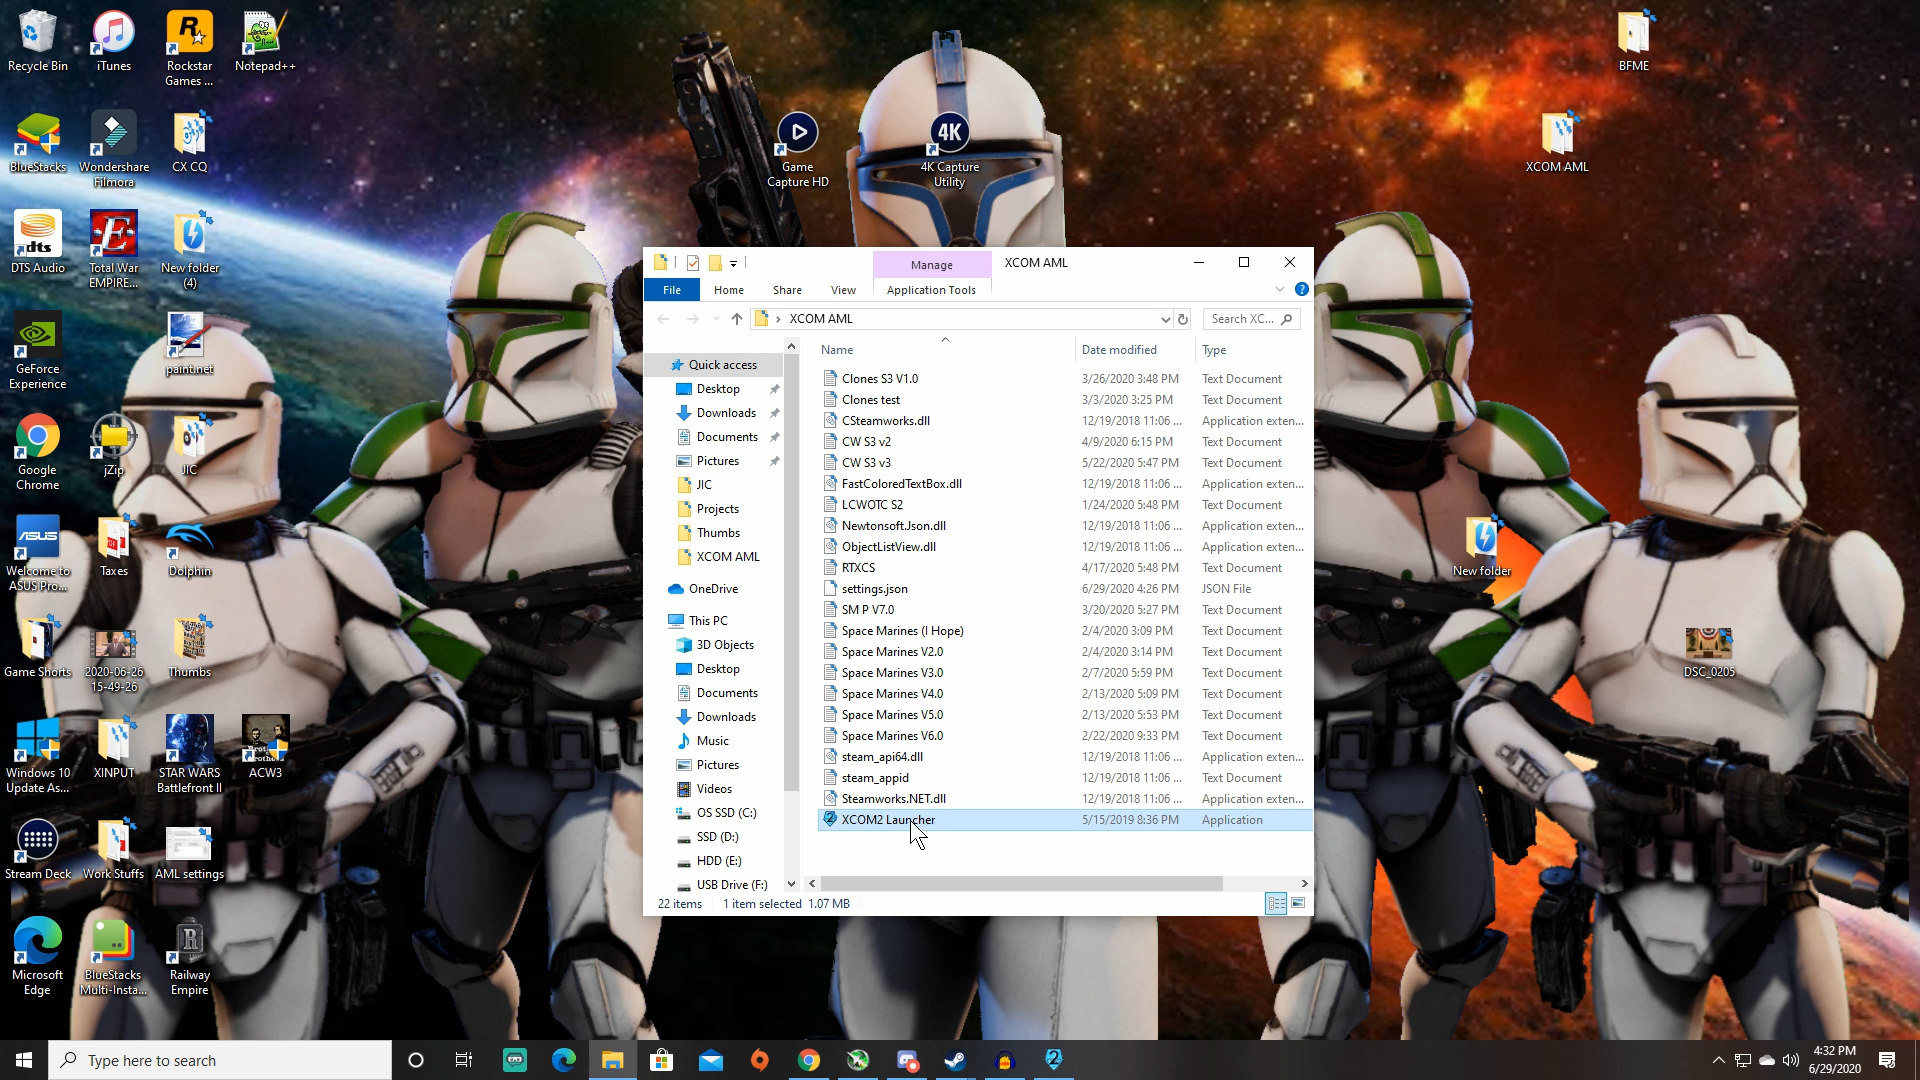 Recycle Bin
iTunes
Rockstar
Games ...
Notepad++
BlueStacks
Wondershare
Filmora
CX CQ
dts
DTS Audio
E
Total War
EMPIRE...
New folder
(4)
GeForce
Experience
paint.net
Google
Chrome
jZip
JIC
ASUS
Welcome to
ASUS Pro...
PDF
Taxes
Dolphin
Game Shorts
2020-06-26
15-49-26
Thumbs
Windows 10
Update As...
XINPUT
STAR WARS
Battlefront II
ACW3
Stream Deck
Work Stuffs
AML settings
Microsoft
Edge
BlueStacks
Multi-Insta...
R
Railway
Empire
Game
Capture HD
4K
4K Capture
Utility
BFME
XCOM AML
New folder
DSC_0205
Manage
XCOM AML
File
Home
Share
View
Application Tools
XCOM AML
Search XC...
Quick access
Desktop
Downloads
Documents
Pictures
JIC
Projects
Thumbs
XCOM AML
OneDrive
This PC
3D Objects
Desktop
Documents
Downloads
Music
Pictures
Videos
OS SSD (C:)
SSD (D:)
HDD (E:)
USB Drive (F:)
Name Date modified Type
Clones S3 V1.0 3/26/2020 3:48 PM Text Document
Clones test 3/3/2020 3:25 PM Text Document
CSteamworks.dll 12/19/2018 11:06 ... Application exten...
CW S3 v2 4/9/2020 6:15 PM Text Document
CW S3 v3 5/22/2020 5:47 PM Text Document
FastColoredTextBox.dll 12/19/2018 11:06 ... Application exten...
LCWOTC S2 1/24/2020 5:48 PM Text Document
Newtonsoft.Json.dll 12/19/2018 11:06 ... Application exten...
ObjectListView.dll 12/19/2018 11:06 ... Application exten...
RTXCS 4/17/2020 5:48 PM Text Document
settings.json 6/29/2020 4:26 PM JSON File
SM P V7.0 3/20/2020 5:27 PM Text Document
Space Marines (I Hope) 2/4/2020 3:09 PM Text Document
Space Marines V2.0 2/4/2020 3:14 PM Text Document
Space Marines V3.0 2/7/2020 5:59 PM Text Document
Space Marines V4.0 2/13/2020 5:09 PM Text Document
Space Marines V5.0 2/13/2020 5:53 PM Text Document
Space Marines V6.0 2/22/2020 9:33 PM Text Document
steam_api64.dll 12/19/2018 11:06 ... Application exten...
steam_appid 12/19/2018 11:06 ... Text Document
Steamworks.NET.dll 12/19/2018 11:06 ... Application exten...
XCOM2 Launcher 5/15/2019 8:36 PM Application
22 items 1 item selected 1.07 MB
Type here to search
4:32 PM
6/29/2020